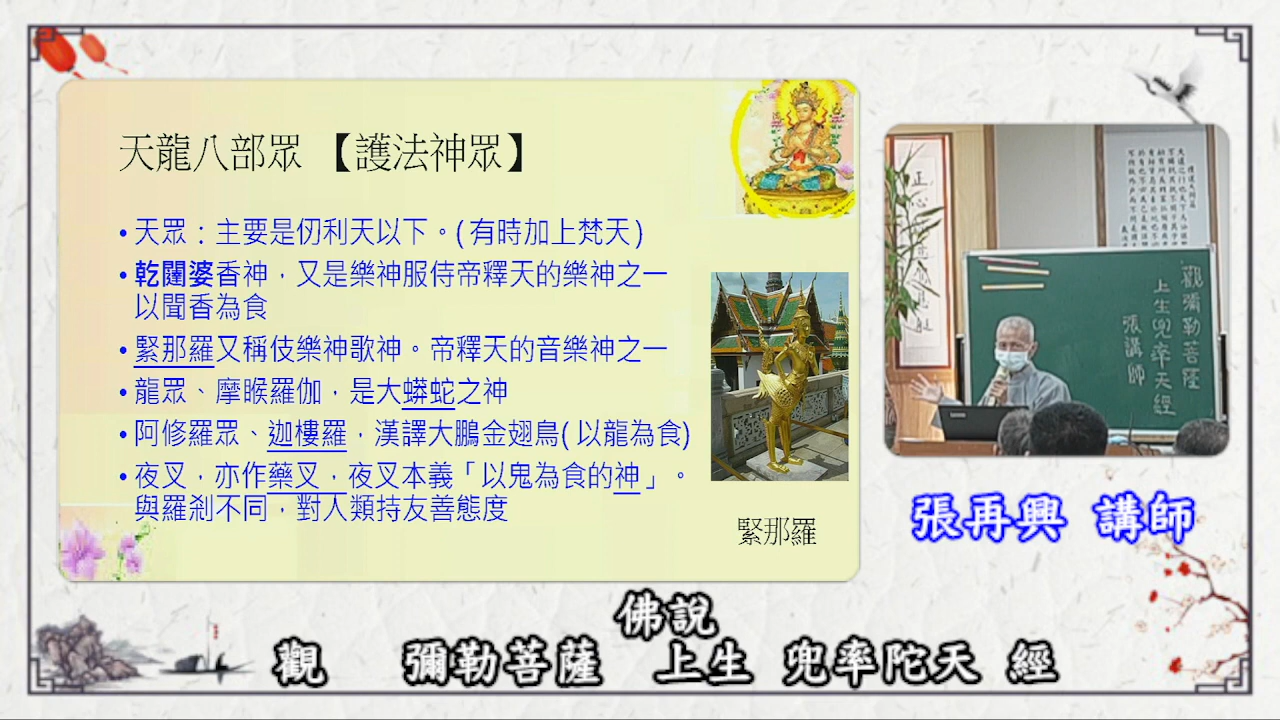 天龍八部眾 【護法神眾】
• 天眾：主要是仞利天以下。( 有時加上梵天 )
• 乾闥婆香神，又是樂神服侍帝釋天的樂神之一
以聞香為食
• 緊那羅又稱伎樂神歌神。帝釋天的音樂神之一
• 龍眾、摩睺羅伽，是大蟒蛇之神
• 阿修羅眾、迦樓羅，漢譯大鵬金翅鳥( 以龍為食)
• 夜叉，亦作藥叉，夜叉本義「以鬼為食的神」。
與羅剎不同，對人類持友善態度
緊那羅
觀彌勒菩薩
上生兜率天經
張講師
張再興 講師
佛說
觀 彌勒菩薩 上生 兜率陀天 經